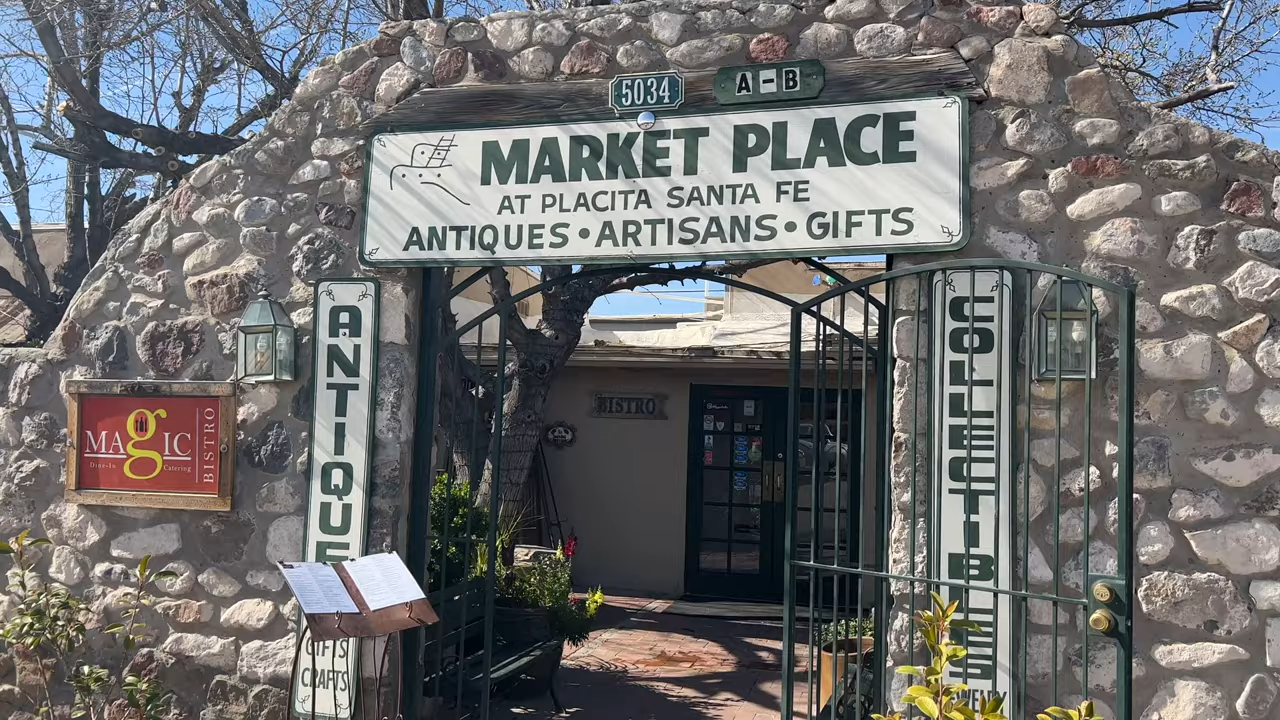 5034
A-B
MARKET PLACE
AT PLACITA SANTA FE
ANTIQUES • ARTISANS • GIFTS
ANTIQUE
COLLECTIBLES
MAgIC
BISTRO
Dine-In
Catering
BISTRO
GIFTS
CRAFTS